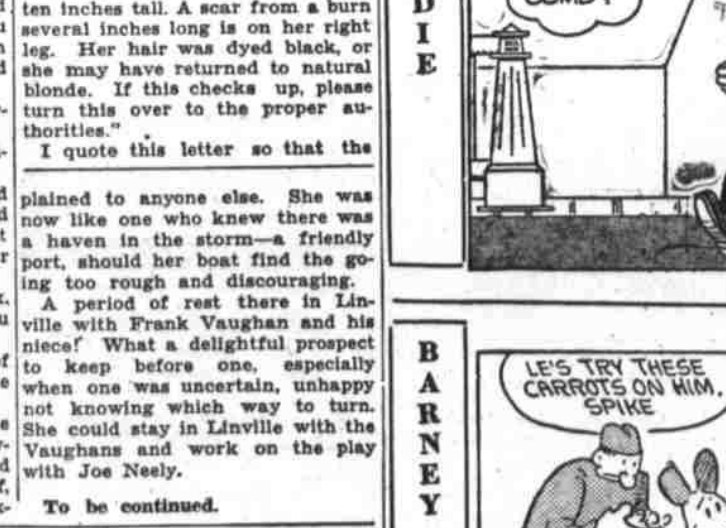 ten inches tall. A scar from a burn
several inches long is on her right
leg. Her hair was dyed black, or
she may have returned to natural
blonde. If this checks up, please
turn this over to the proper au-
thorities."
I quote this letter so that the
plained to anyone else. She was
now like one who knew there was
a haven in the storm—a friendly
port, should her boat find the go-
ing too rough and discouraging.
A period of rest there in Lin-
ville with Frank Vaughan and his
niece! What a delightful prospect
to keep before one, especially
when one was uncertain, unhappy
not knowing which way to turn.
She could stay in Linville with the
Vaughans and work on the play
with Joe Neely.
To be continued.
D
I
E
B
A
R
N
E
Y
LE'S TRY THESE
CARROTS ON HIM,
SPIKE